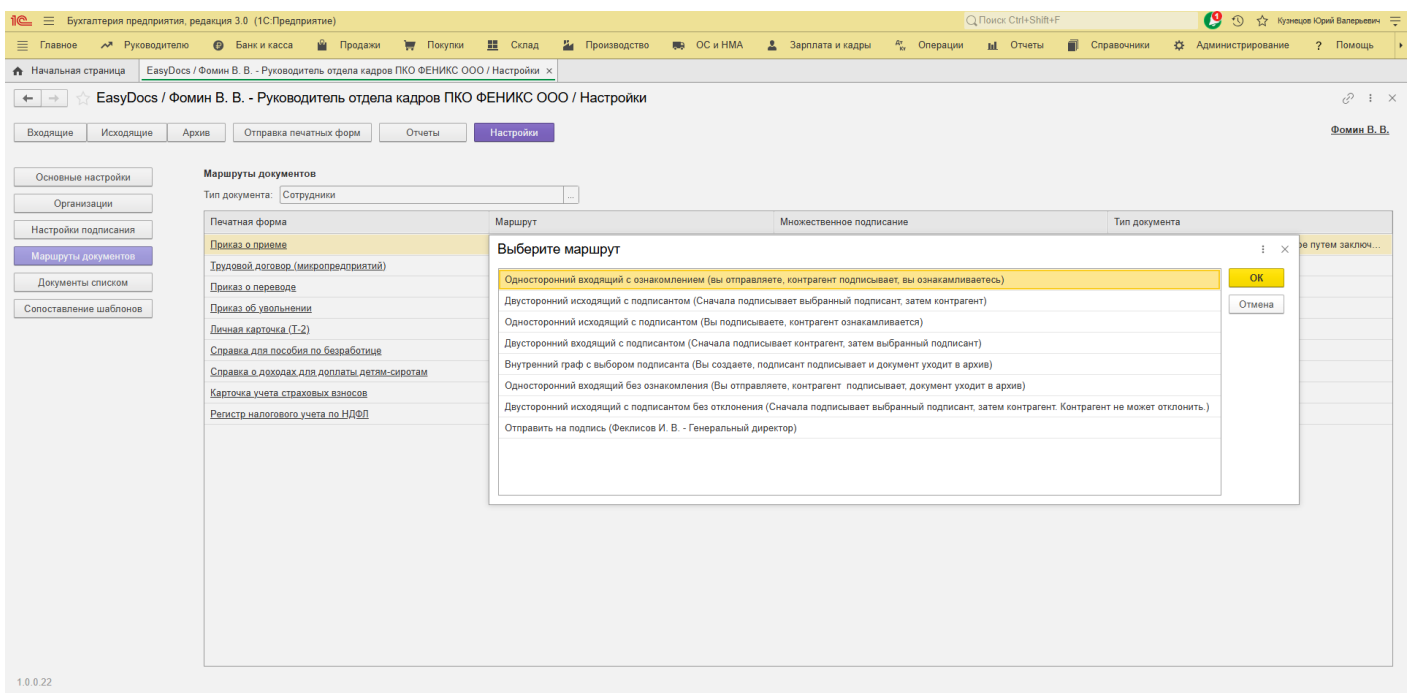 1С Бухгалтерия предприятия, редакция 3.0 (1С:Предприятие) Поиск Ctrl+Shift+F 1 Кузнецов Юрий Валерьевич
Главное Руководителю Банк и касса Продажи Покупки Склад Производство ОС и НМА Зарплата и кадры Дт Кт Операции Отчеты Справочники Администрирование ? Помощь
Начальная страница EasyDocs / Фомин В. В. - Руководитель отдела кадров ПКО ФЕНИКС ООО / Настройки ×
EasyDocs / Фомин В. В. - Руководитель отдела кадров ПКО ФЕНИКС ООО / Настройки
Входящие Исходящие Архив Отправка печатных форм Отчеты Настройки Фомин В. В.
Основные настройки
Организации
Настройки подписания
Маршруты документов
Документы списком
Сопоставление шаблонов
Маршруты документов
Тип документа: Сотрудники ...
Печатная форма Маршрут Множественное подписание Тип документа
Приказ о приеме
ре путем заключ...
Трудовой договор (микропредприятий)
Приказ о переводе
Приказ об увольнении
Личная карточка (Т-2)
Справка для пособия по безработице
Справка о доходах для доплаты детям-сиротам
Карточка учета страховых взносов
Регистр налогового учета по НДФЛ
Выберите маршрут
Односторонний входящий с ознакомлением (вы отправляете, контрагент подписывает, вы ознакамливаетесь)
Двусторонний исходящий с подписантом (Сначала подписывает выбранный подписант, затем контрагент)
Односторонний исходящий с подписантом (Вы подписываете, контрагент ознакамливается)
Двусторонний входящий с подписантом (Сначала подписывает контрагент, затем выбранный подписант)
Внутренний граф с выбором подписанта (Вы создаете, подписант подписывает и документ уходит в архив)
Односторонний входящий без ознакомления (Вы отправляете, контрагент подписывает, документ уходит в архив)
Двусторонний исходящий с подписантом без отклонения (Сначала подписывает выбранный подписант, затем контрагент. Контрагент не может отклонить.)
Отправить на подпись (Феклисов И. В. - Генеральный директор)
ОК
Отмена
1.0.0.22